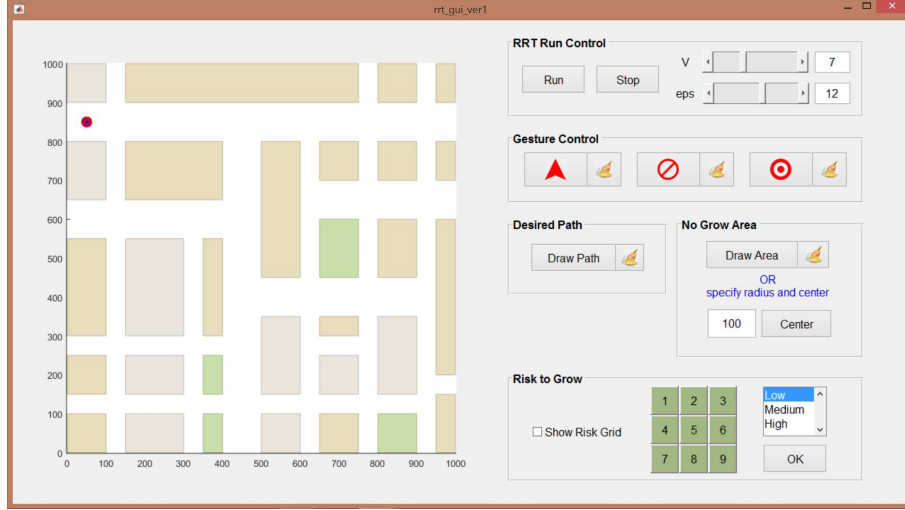 rrt_gui_ver1
1000
900
800
700
600
500
400
300
200
100
0
0 100 200 300 400 500 600 700 800 900 1000
RRT Run Control
Run Stop
V 7
eps 12
Gesture Control
Desired Path
Draw Path
No Grow Area
Draw Area
OR
specify radius and center
100 Center
Risk to Grow
Show Risk Grid
1 2 3
4 5 6
7 8 9
Low
Medium
High
OK